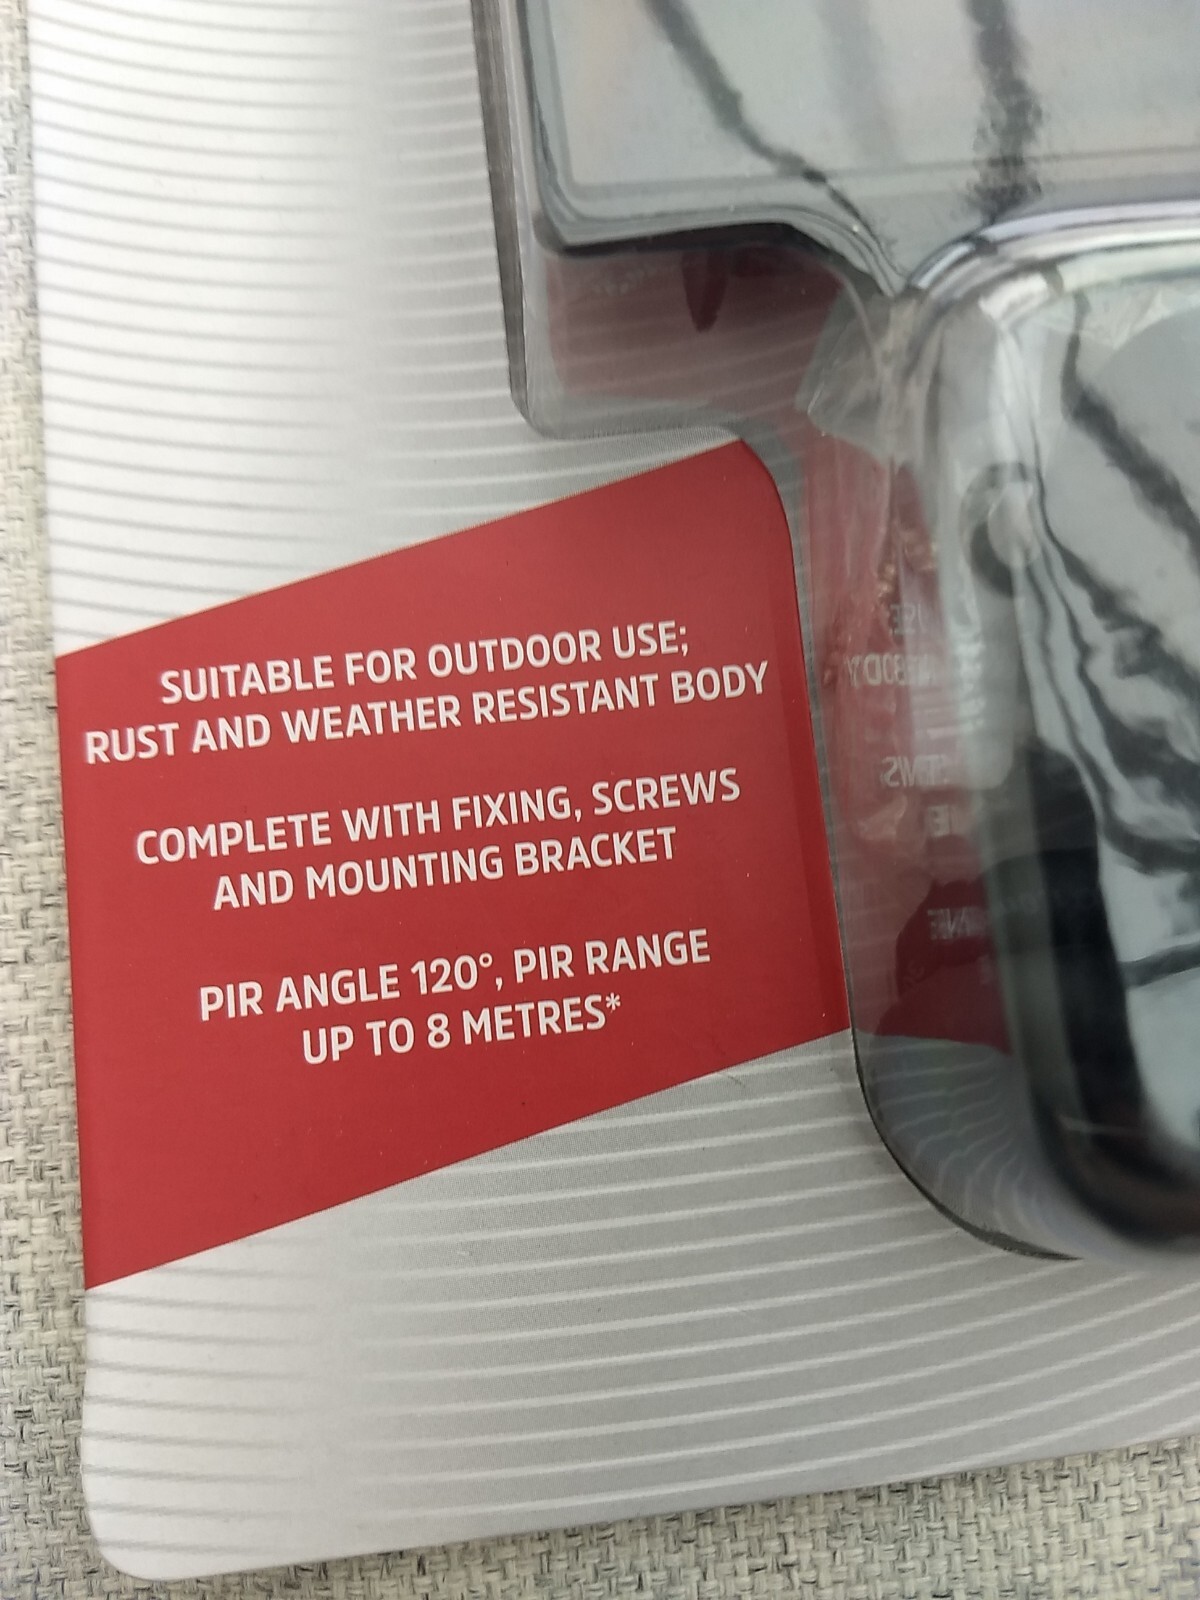 SUITABLE FOR OUTDOOR USE;
RUST AND WEATHER RESISTANT BODY
COMPLETE WITH FIXING, SCREWS
AND MOUNTING BRACKET
PIR ANGLE 120°, PIR RANGE
UP TO 8 METRES*